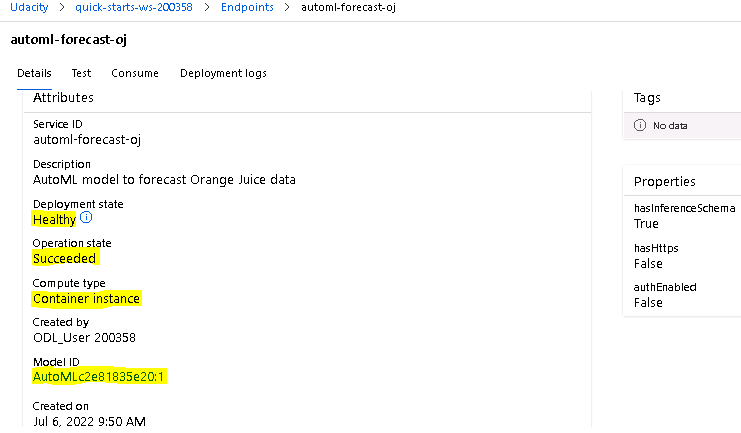 Udacity > quick-starts-ws-200358 > Endpoints > automl-forecast-oj
automl-forecast-oj
Details Test Consume Deployment logs
Attributes
Service ID
automl-forecast-oj
Description
AutoML model to forecast Orange Juice data
Deployment state
Healthy
Operation state
Succeeded
Compute type
Container instance
Created by
ODL_User 200358
Model ID
AutoMLc2e81835e20:1
Created on
Jul 6, 2022 9:50 AM
Tags
No data
Properties
hasInferenceSchema
True
hasHttps
False
authEnabled
False